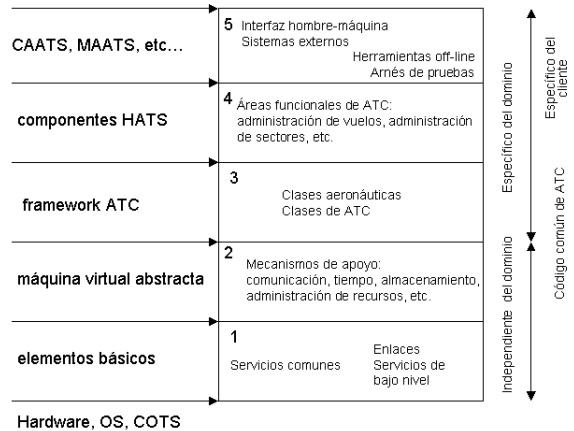 CAATS, MAATS, etc...
5 Interfaz hombre-máquina
Sistemas externos
Herramientas off-line
Arnés de pruebas
componentes HATS
4 Áreas funcionales de ATC:
administración de vuelos, administración
de sectores, etc.
framework ATC
3
Clases aeronáuticas
Clases de ATC
máquina virtual abstracta
2
Mecanismos de apoyo:
comunicación, tiempo, almacenamiento,
administración de recursos, etc.
elementos básicos
1
Servicios comunes
Enlaces
Servicios de
bajo nivel
Hardware, OS, COTS
Específico del dominio
Independiente del dominio
Específico del
cliente
Código común de ATC